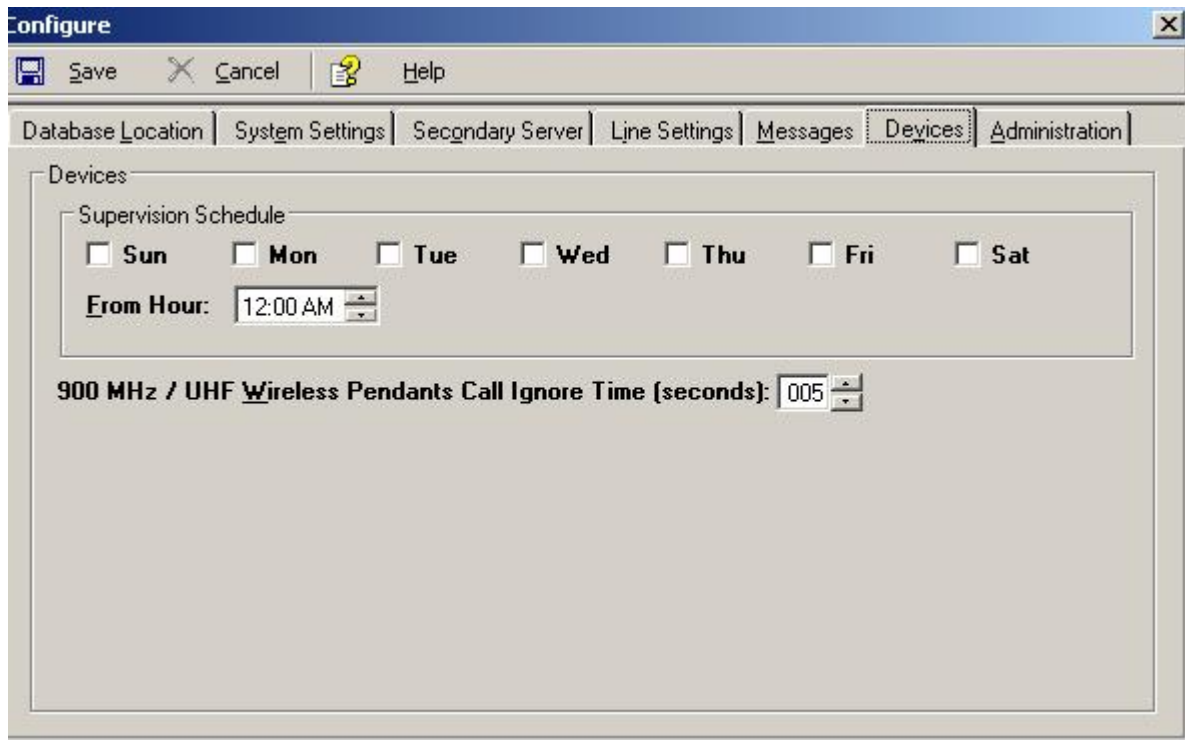 Configure
Save Cancel Help
Database Location System Settings Secondary Server Line Settings Messages Devices Administration
Devices
Supervision Schedule
Sun Mon Tue Wed Thu Fri Sat
From Hour: 12:00 AM
900 MHz / UHF Wireless Pendants Call Ignore Time (seconds): 005